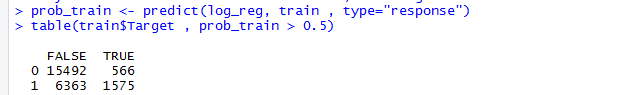 > prob_train <- predict(log_reg, train , type="response")
> table(train$Target , prob_train > 0.5)
FALSE TRUE
0 15492 566
1 6363 1575